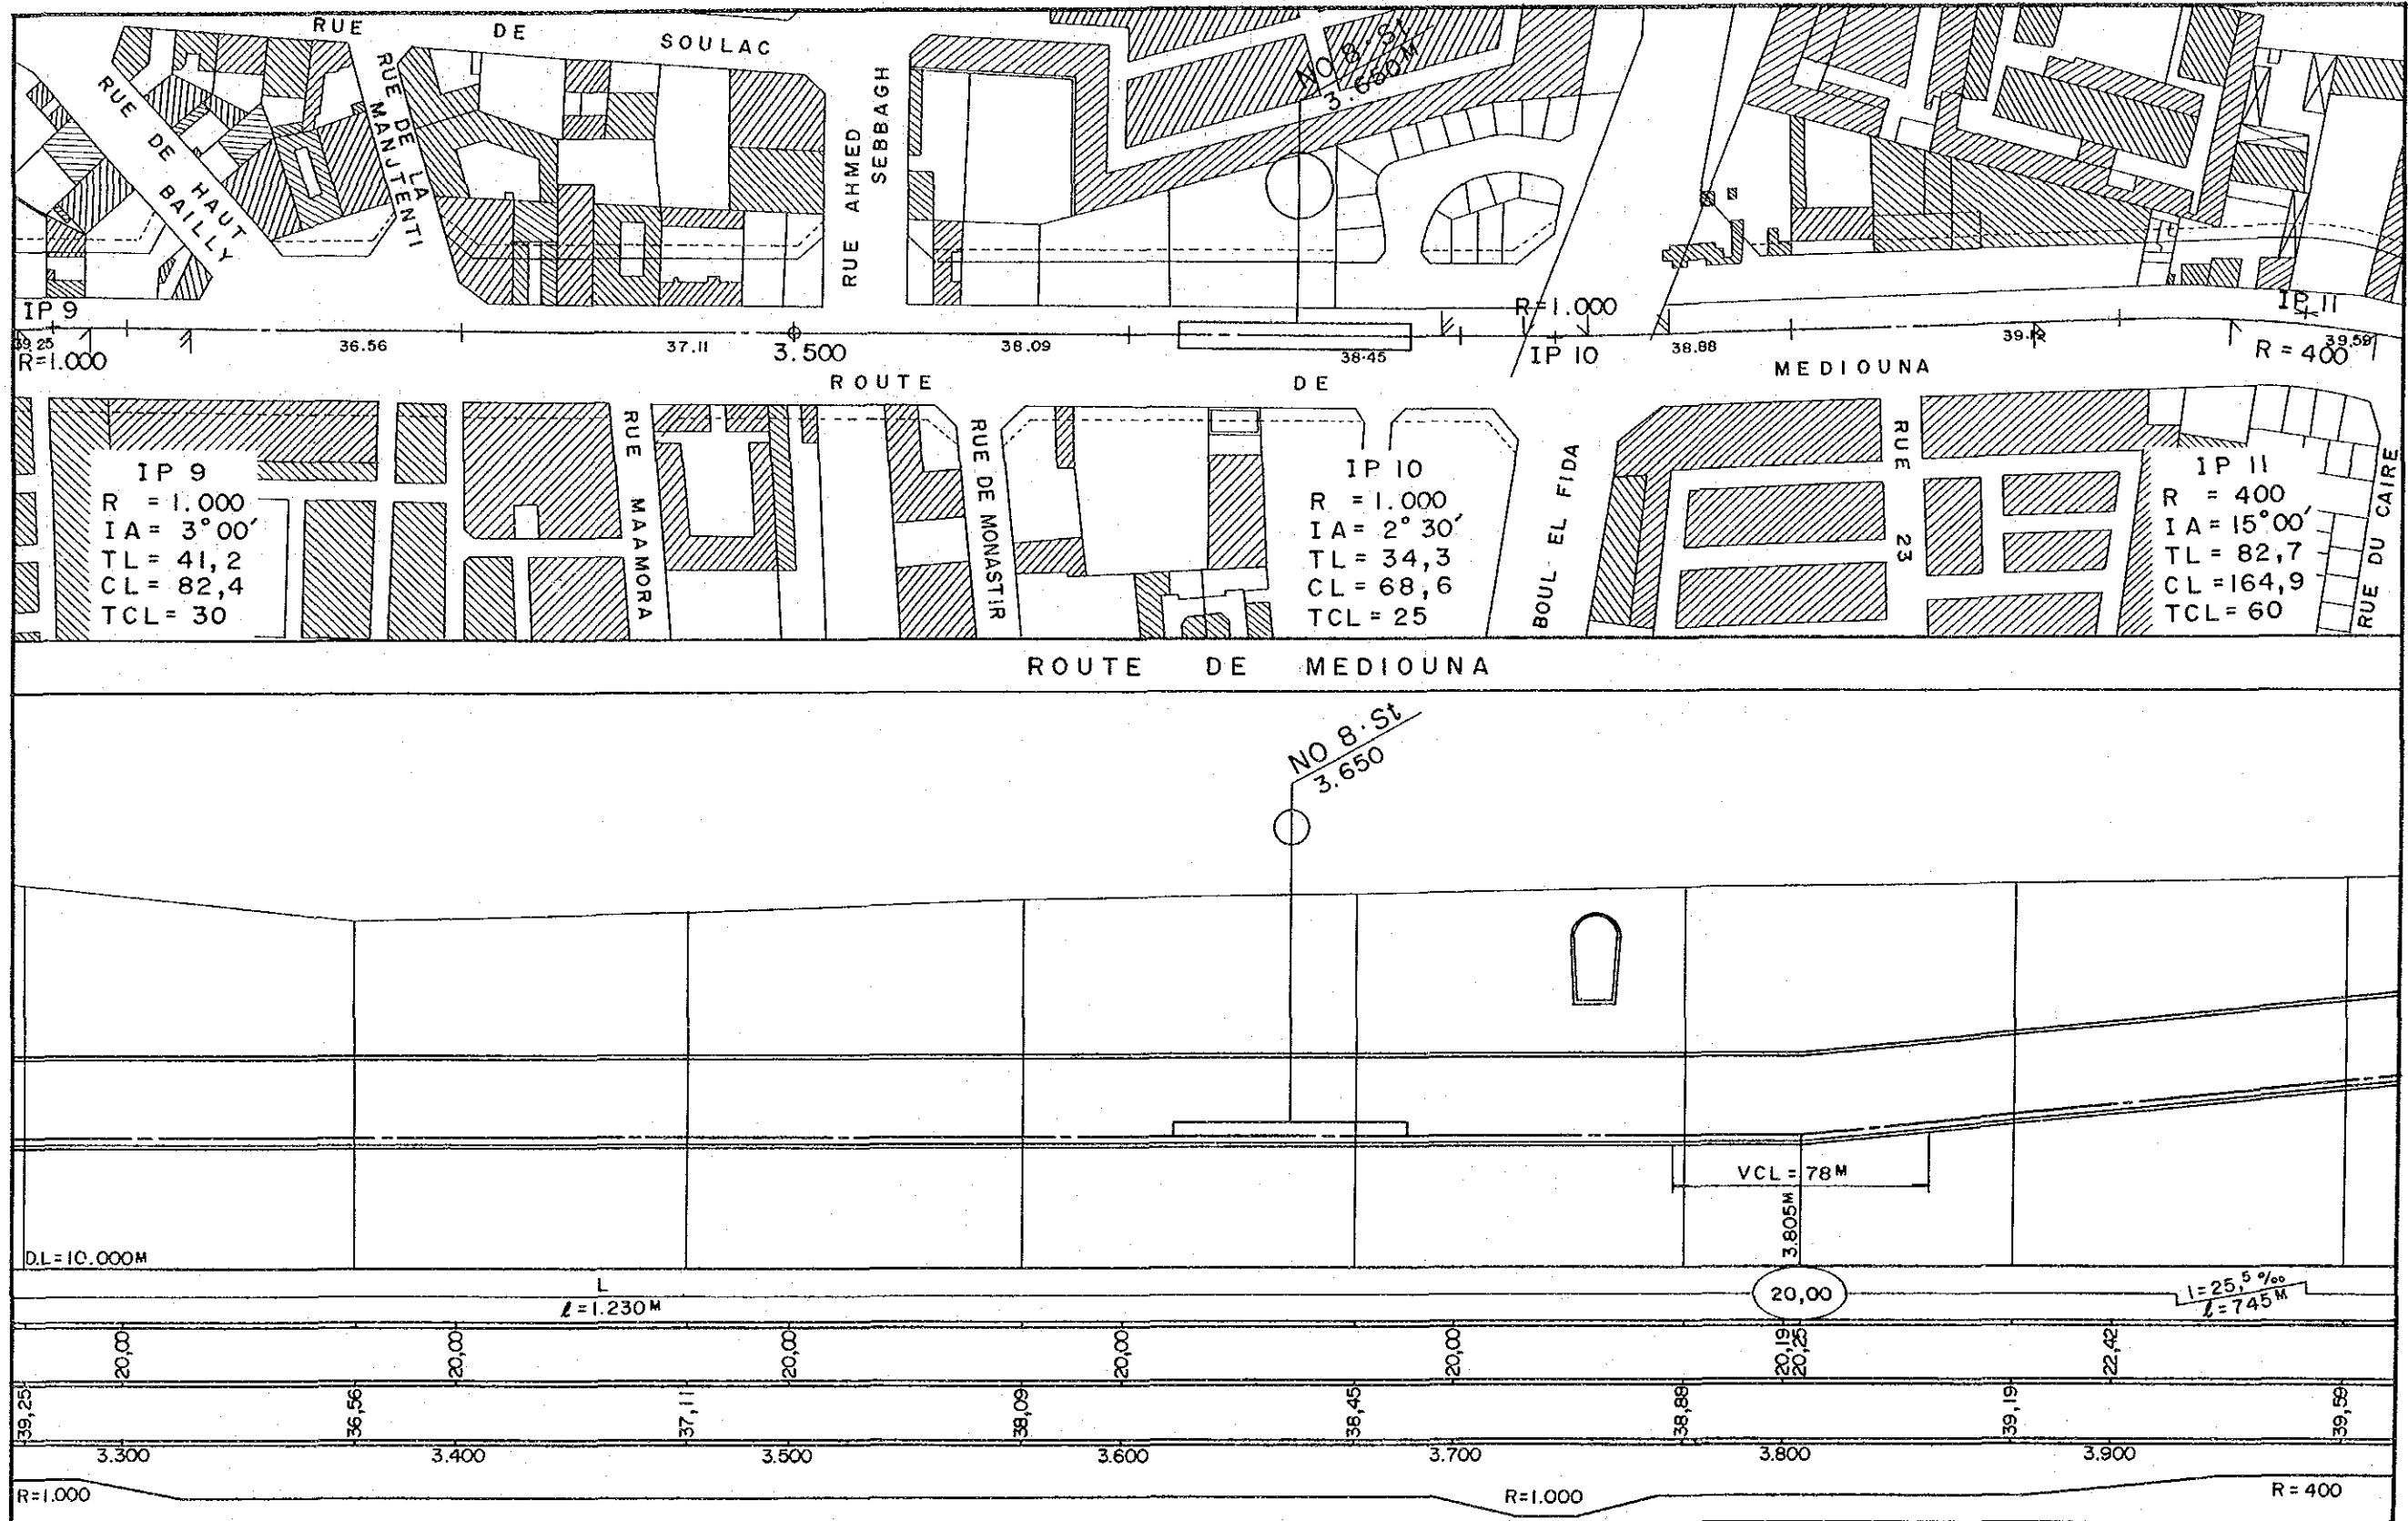 RUE DE SOULAC
RUE DE HAUT BAILLY
RUE DE LA MANJTENTI
RUE AHMED SEBBAGH
NO 8·St
3.650M
IP 9
39.25
R=1.000
36.56
37.11
3.500
38.09
38.45
R=1.000
IP 10
38.88
39.12
IP 11
39.59
R = 400
ROUTE DE MEDIOUNA
RUE MAAMORA
RUE DE MONASTIR
BOUL EL FIDA
RUE 23
RUE DU CAIRE
IP 9
R = 1.000
IA = 3°00′
TL = 41,2
CL = 82,4
TCL = 30
IP 10
R = 1.000
IA = 2° 30′
TL = 34,3
CL = 68,6
TCL = 25
IP 11
R = 400
IA = 15°00′
TL = 82,7
CL = 164,9
TCL = 60
ROUTE DE MEDIOUNA
NO 8·St
3.650
VCL = 78M
3.805M
D.L=10.000M
L
ℓ=1.230M
20,00
I=25,5 ‰
ℓ=745M
20,00 20,00 20,00 20,00 20,00 20,19 20,25 22,42
39,25 36,56 37,11 38,09 38,45 38,88 39,19 39,59
3.300 3.400 3.500 3.600 3.700 3.800 3.900
R=1.000 R=1.000 R = 400